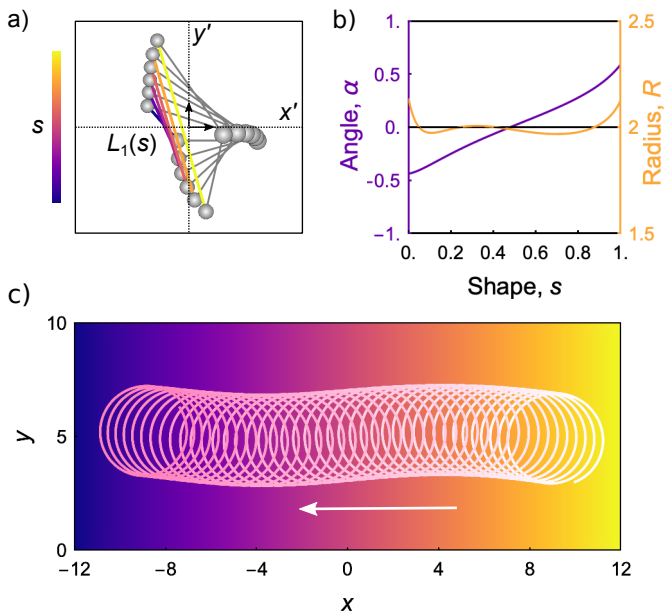 a)
y'
x'
s
L₁(s)
b)
1.
0.5
0.
−0.5
−1.
Angle, α
2.5
2
1.5
Radius, R
0. 0.2 0.4 0.6 0.8 1.
Shape, s
c)
10
5
0
y
−12 −8 −4 0 4 8 12
x